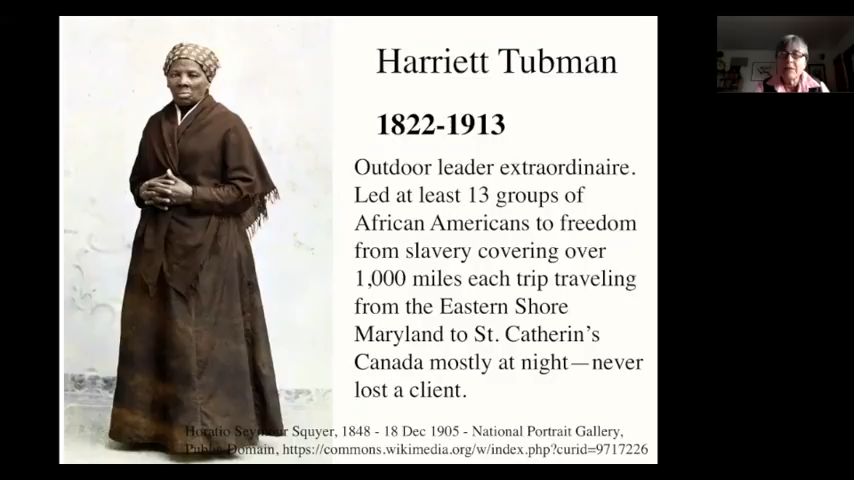 Harriett Tubman
1822-1913
Outdoor leader extraordinaire.
Led at least 13 groups of
African Americans to freedom
from slavery covering over
1,000 miles each trip traveling
from the Eastern Shore
Maryland to St. Catherin's
Canada mostly at night—never
lost a client.
Horatio Seymour Squyer, 1848 - 18 Dec 1905 - National Portrait Gallery,
Public Domain, https://commons.wikimedia.org/w/index.php?curid=9717226